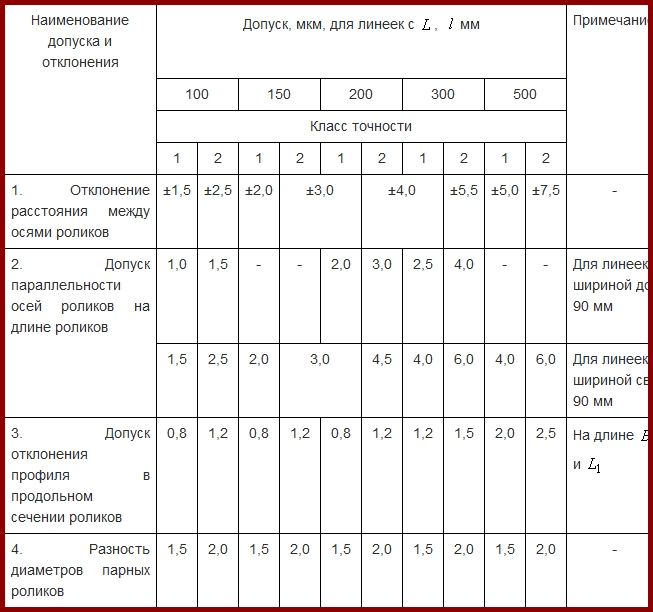 Наименование допуска и отклонения
Допуск, мкм, для линеек с L, l мм
Примечание
100 150 200 300 500
Класс точности
1 2 1 2 1 2 1 2 1 2
1. Отклонение ±1,5 ±2,5 ±2,0 ±3,0 ±4,0 ±5,5 ±5,0 ±7,5 -
расстояния между
осями роликов
2. Допуск 1,0 1,5 - - 2,0 3,0 2,5 4,0 - - Для линеек
параллельности шириной до
осей роликов на 90 мм
длине роликов
1,5 2,5 2,0 3,0 4,5 4,0 6,0 4,0 6,0 Для линеек
шириной св
90 мм
3. Допуск 0,8 1,2 0,8 1,2 0,8 1,2 1,2 1,5 2,0 2,5 На длине
отклонения и L₁
профиля в
продольном
сечении роликов
4. Разность 1,5 2,0 1,5 2,0 1,5 2,0 1,5 2,0 1,5 2,0 -
диаметров парных
роликов